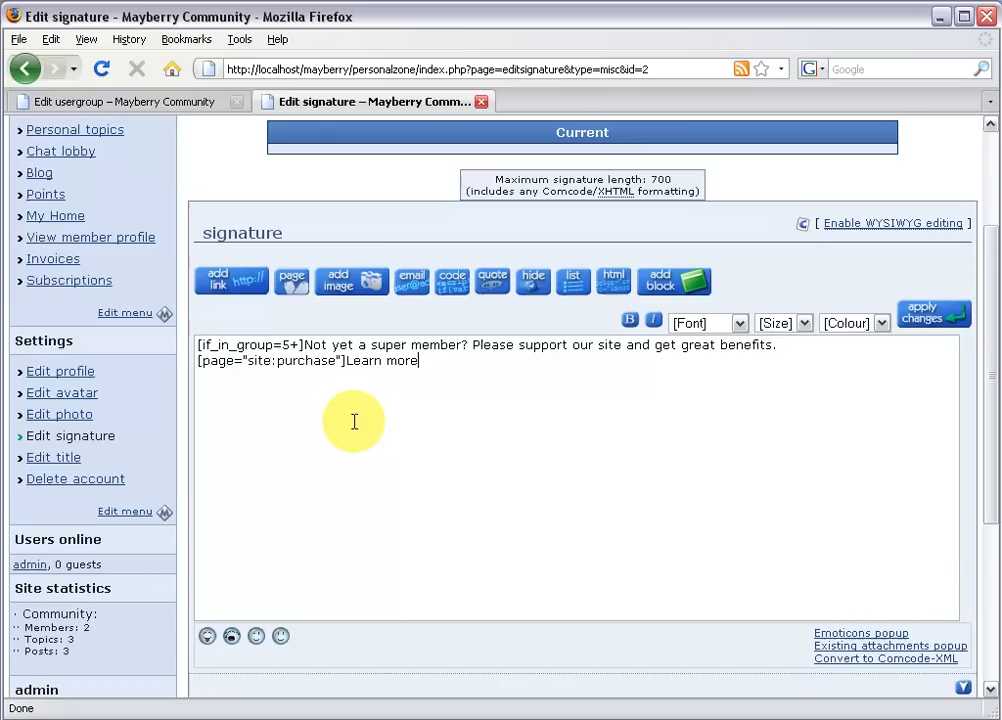 Edit signature - Mayberry Community - Mozilla Firefox
File Edit View History Bookmarks Tools Help
http://localhost/mayberry/personalzone/index.php?page=editsignature&type=misc&id=2
G Google
Edit usergroup – Mayberry Community
Edit signature – Mayberry Comm...
Personal topics
Chat lobby
Blog
Points
My Home
View member profile
Invoices
Subscriptions
Edit menu
Settings
Edit profile
Edit avatar
Edit photo
Edit signature
Edit title
Delete account
Edit menu
Users online
admin, 0 guests
Site statistics
· Community:
·· Members: 2
·· Topics: 3
·· Posts: 3
admin
Current
Maximum signature length: 700
(includes any Comcode/XHTML formatting)
signature
[ Enable WYSIWYG editing ]
add link http://
page
add image
email
code
quote
hide
list
html
add block
B I [Font] [Size] [Colour]
apply changes
[if_in_group=5+]Not yet a super member? Please support our site and get great benefits.
[page="site:purchase"]Learn more
Emoticons popup
Existing attachments popup
Convert to Comcode-XML
Done